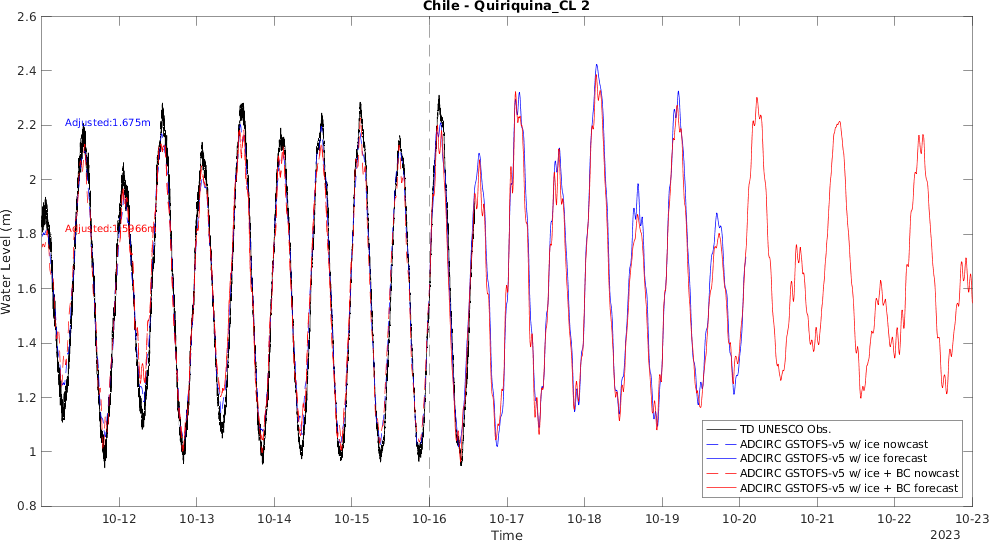 Chile - Quiriquina_CL 2
2.6
2.4
2.2
2
1.8
1.6
1.4
1.2
1
0.8
Water Level (m)
Adjusted:1.675m
Adjusted:1.5966m
TD UNESCO Obs.
ADCIRC GSTOFS-v5 w/ ice nowcast
ADCIRC GSTOFS-v5 w/ ice forecast
ADCIRC GSTOFS-v5 w/ ice + BC nowcast
ADCIRC GSTOFS-v5 w/ ice + BC forecast
10-12 10-13 10-14 10-15 10-16 10-17 10-18 10-19 10-20 10-21 10-22 10-23
Time
2023